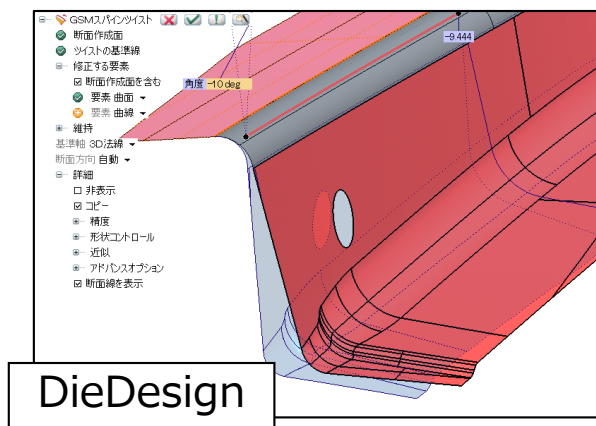 GSMスパインツイスト
断面作成面
ツイストの基準線
修正する要素
断面作成面を含む
要素 曲面
要素 曲線
維持
基準軸 3D法線
断面方向 自動
詳細
非表示
コピー
精度
形状コントロール
近似
アドバンスオプション
断面線を表示
角度 -10 deg
-9.444
DieDesign